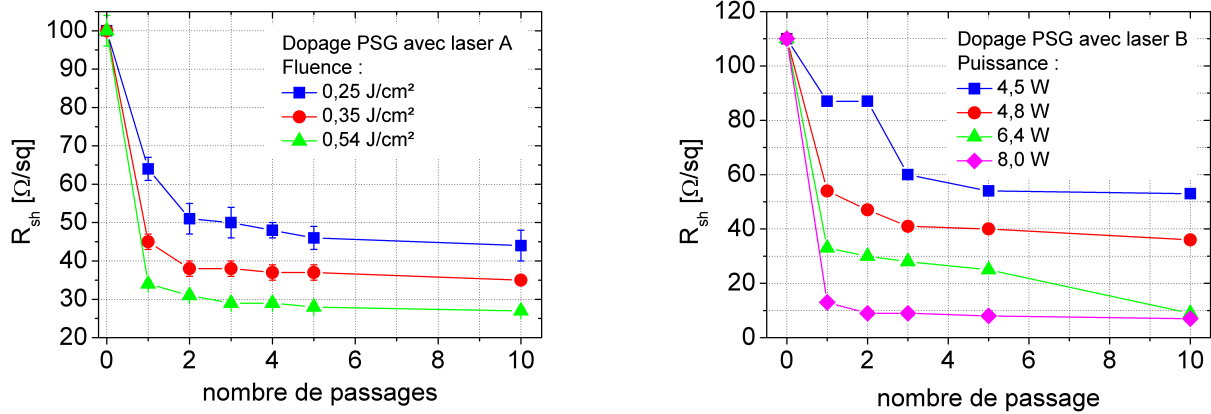 Dopage PSG avec laser A
Fluence :
0,25 J/cm²
0,35 J/cm²
0,54 J/cm²
100
90
80
70
60
50
40
30
20
R_sh [Ω/sq]
0 2 4 6 8 10
nombre de passages
Dopage PSG avec laser B
Puissance :
4,5 W
4,8 W
6,4 W
8,0 W
120
100
80
60
40
20
0
R_sh [Ω/sq]
0 2 4 6 8 10
nombre de passage